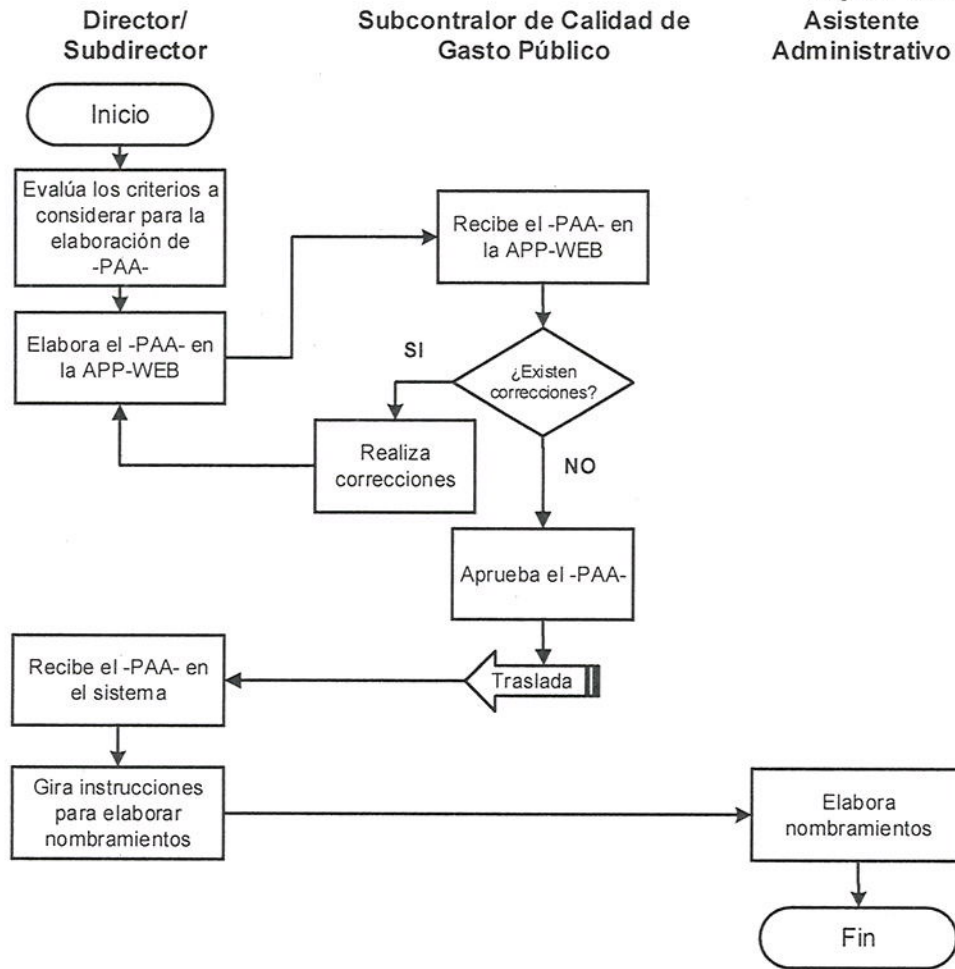 Director/
Subdirector
Subcontralor de Calidad de
Gasto Público
Asistente
Administrativo
Inicio
Evalúa los criterios a
considerar para la
elaboración de
-PAA-
Recibe el -PAA- en
la APP-WEB
Elabora el -PAA- en
la APP-WEB
SI
¿Existen
correcciones?
Realiza
correcciones
NO
Aprueba el -PAA-
Traslada
Recibe el -PAA- en
el sistema
Gira instrucciones
para elaborar
nombramientos
Elabora
nombramientos
Fin